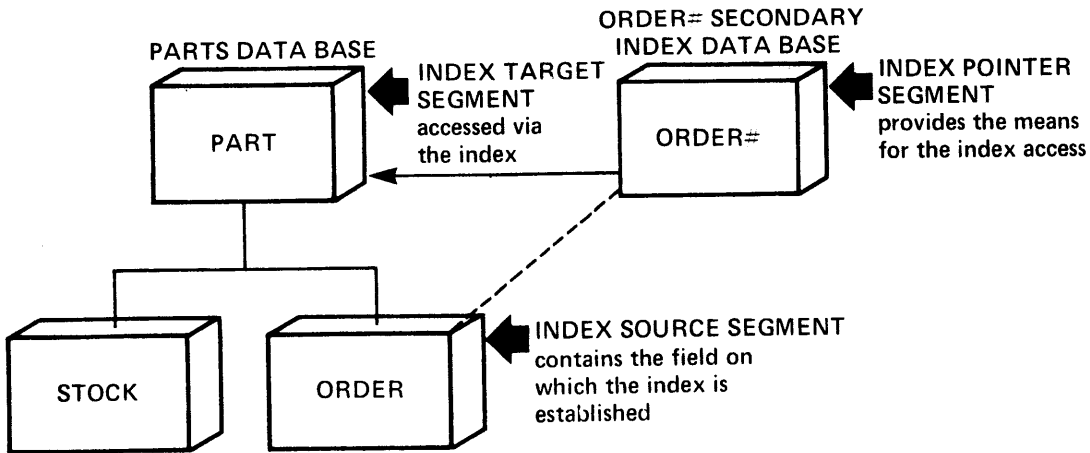 PARTS DATA BASE
ORDER# SECONDARY
INDEX DATA BASE
INDEX TARGET
SEGMENT
accessed via
the index
INDEX POINTER
SEGMENT
provides the means
for the index access
PART
ORDER#
INDEX SOURCE SEGMENT
contains the field on
which the index is
established
STOCK
ORDER